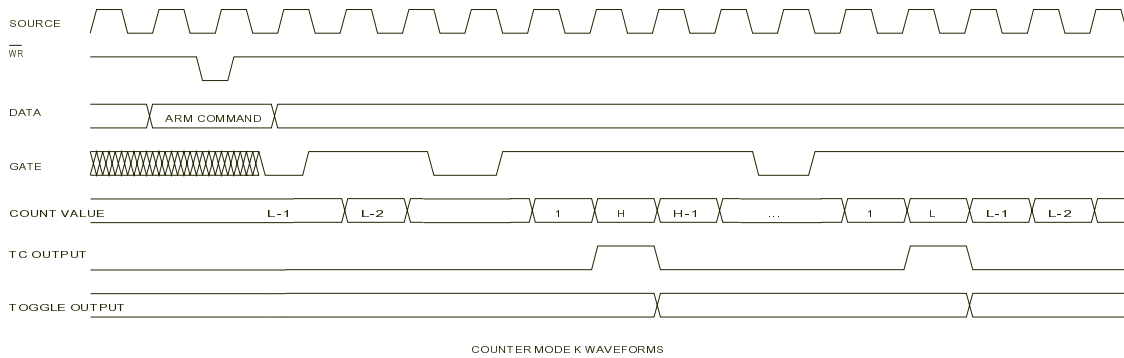 SOURCE
WR
DATA
ARM COMMAND
GATE
COUNT VALUE
L-1
L-2
1
H
H-1
...
1
L
L-1
L-2
TC OUTPUT
TOGGLE OUTPUT
COUNTER MODE K WAVEFORMS